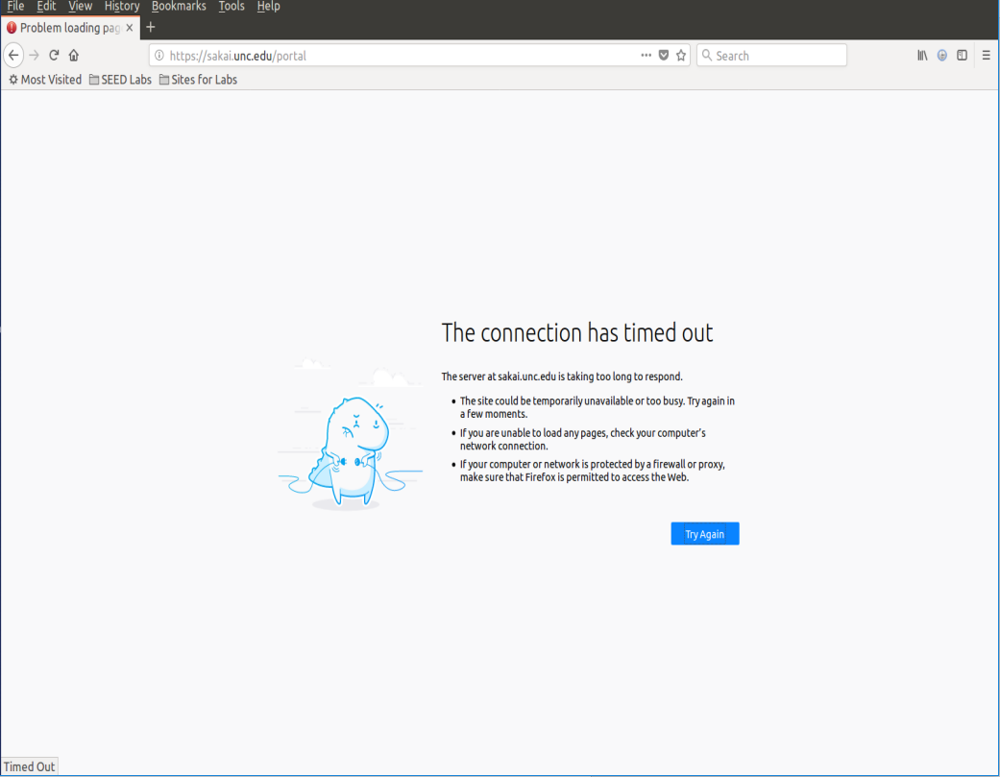 File Edit View History Bookmarks Tools Help
Problem loading pag ×
https://sakai.unc.edu/portal
Search
Most Visited SEED Labs Sites for Labs
The connection has timed out
The server at sakai.unc.edu is taking too long to respond.
The site could be temporarily unavailable or too busy. Try again in
a few moments.
If you are unable to load any pages, check your computer's
network connection.
If your computer or network is protected by a firewall or proxy,
make sure that Firefox is permitted to access the Web.
Try Again
Timed Out